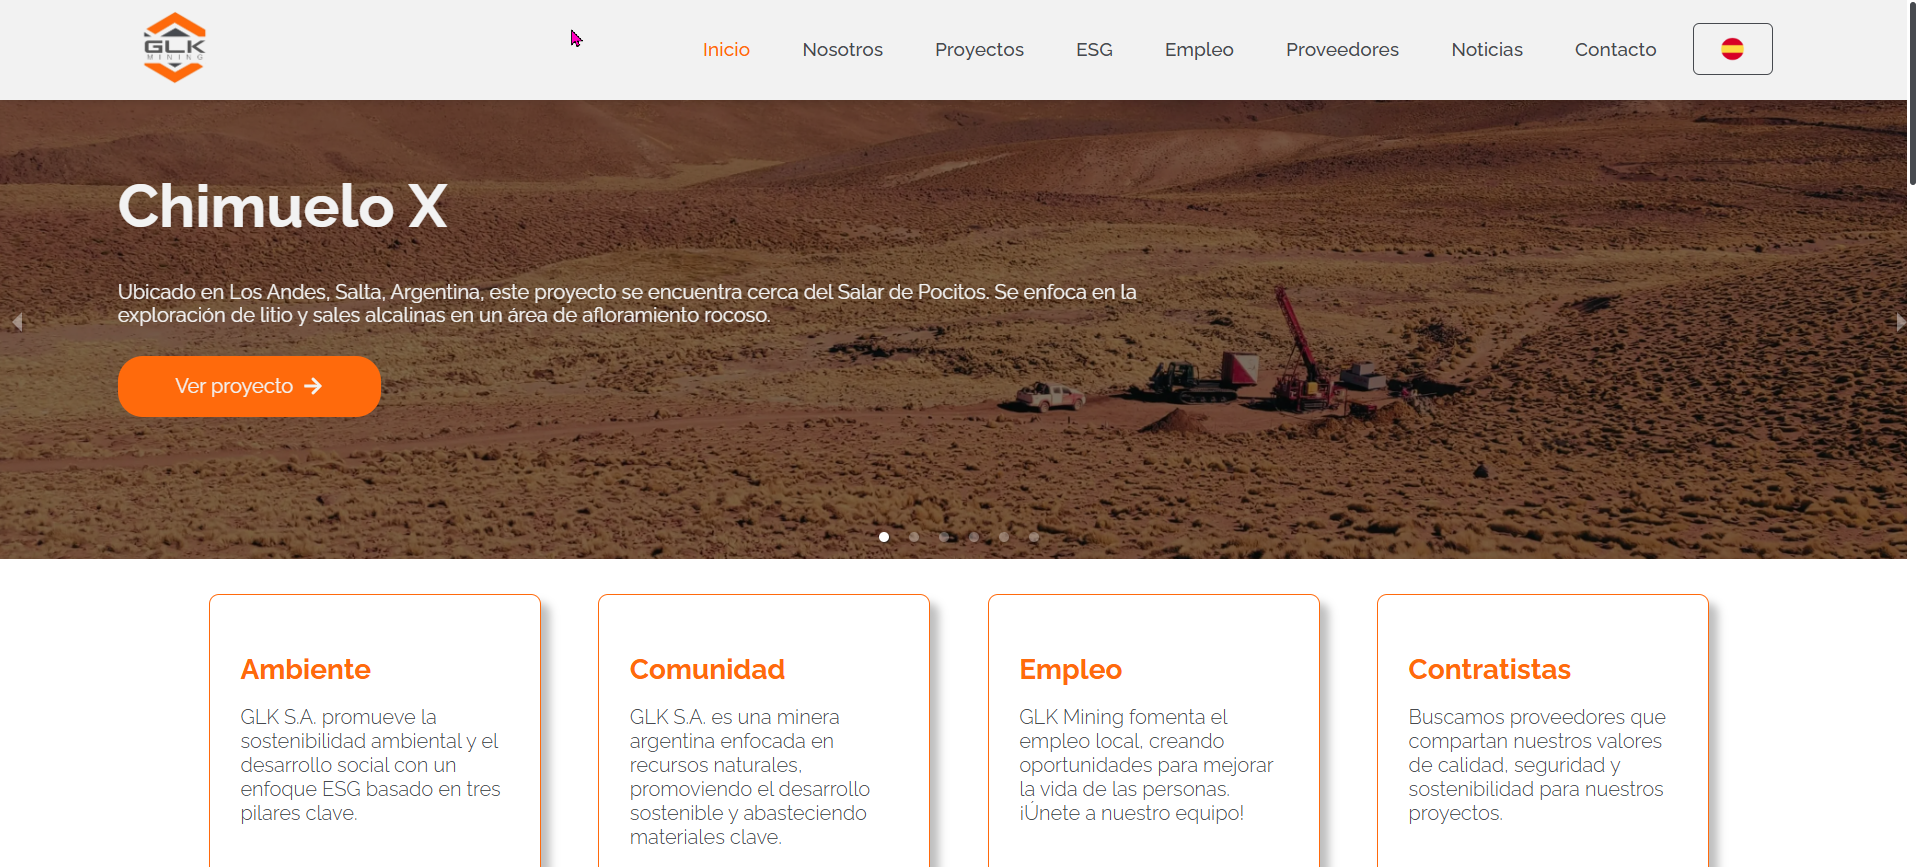 GLK
MINING
Inicio
Nosotros
Proyectos
ESG
Empleo
Proveedores
Noticias
Contacto
Chimuelo X
Ubicado en Los Andes, Salta, Argentina, este proyecto se encuentra cerca del Salar de Pocitos. Se enfoca en la
exploración de litio y sales alcalinas en un área de afloramiento rocoso.
Ver proyecto
Ambiente
GLK S.A. promueve la
sostenibilidad ambiental y el
desarrollo social con un
enfoque ESG basado en tres
pilares clave.
Comunidad
GLK S.A. es una minera
argentina enfocada en
recursos naturales,
promoviendo el desarrollo
sostenible y abasteciendo
materiales clave.
Empleo
GLK Mining fomenta el
empleo local, creando
oportunidades para mejorar
la vida de las personas.
¡Únete a nuestro equipo!
Contratistas
Buscamos proveedores que
compartan nuestros valores
de calidad, seguridad y
sostenibilidad para nuestros
proyectos.